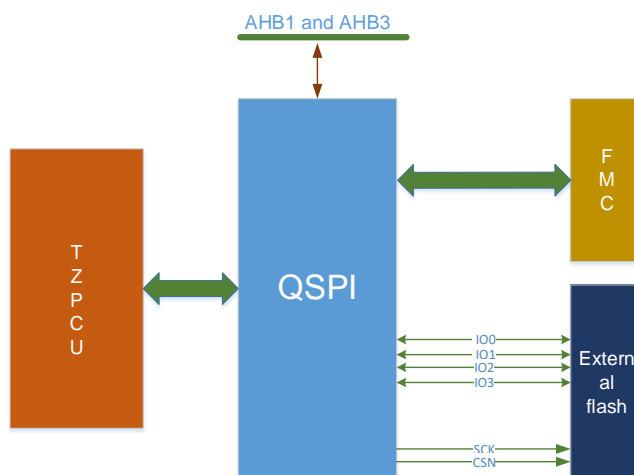 AHB1 and AHB3
F
M
C
T
Z
P
C
U
QSPI
IO0
IO1
IO2
IO3
Extern
al
flash
SCK
CSN